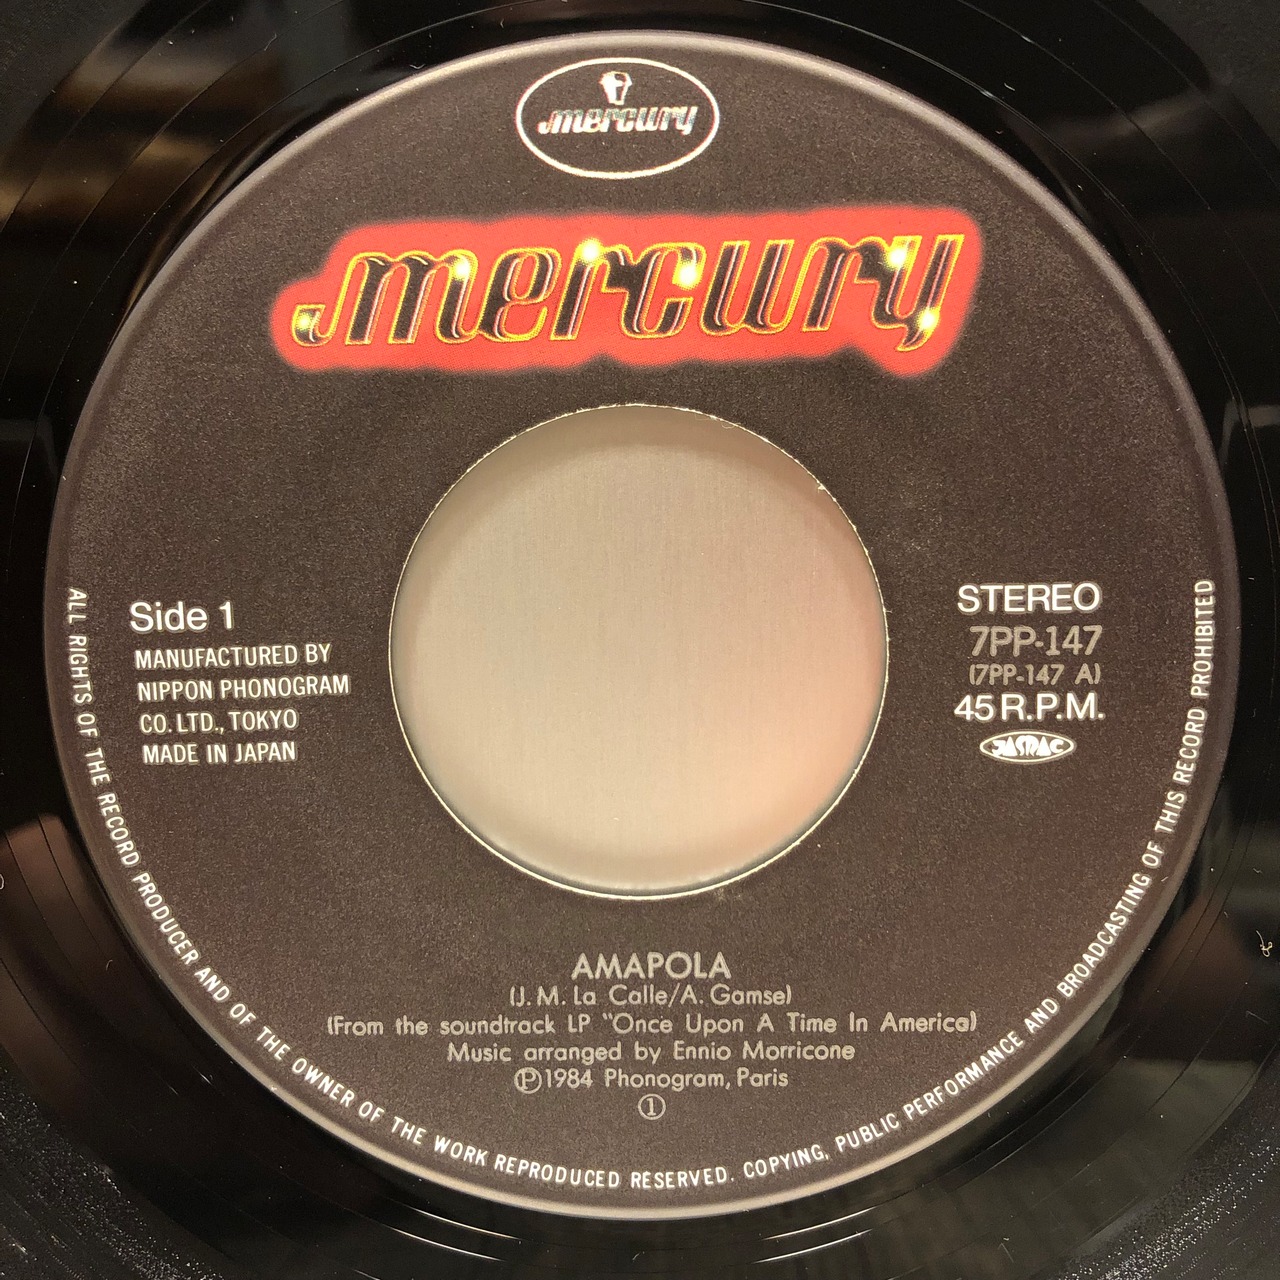 mercury
mercury
Side 1
MANUFACTURED BY
NIPPON PHONOGRAM
CO. LTD., TOKYO
MADE IN JAPAN
STEREO
7PP-147
(7PP-147 A)
45 R.P.M.
JASRAC
AMAPOLA
(J. M. La Calle/A. Gamse)
(From the soundtrack LP "Once Upon A Time In America)
Music arranged by Ennio Morricone
Ⓟ1984 Phonogram, Paris
①
ALL RIGHTS OF THE RECORD PRODUCER AND OF THE OWNER OF THE WORK REPRODUCED RESERVED. COPYING, PUBLIC PERFORMANCE AND BROADCASTING OF THIS RECORD PROHIBITED